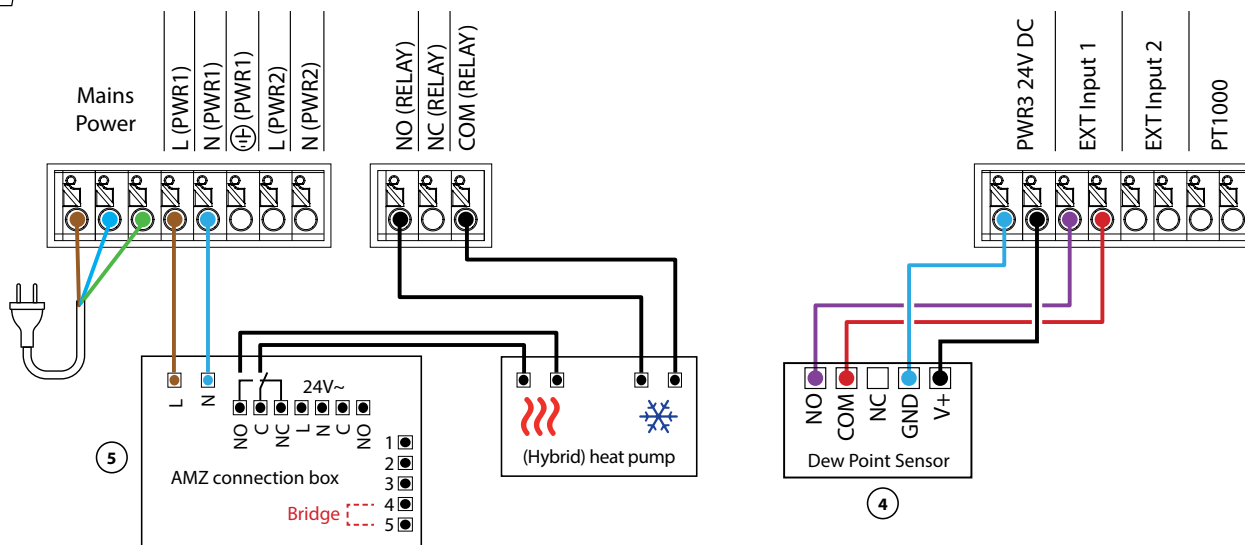 Mains
Power
L (PWR1)
N (PWR1)
⏚ (PWR1)
L (PWR2)
N (PWR2)
NO (RELAY)
NC (RELAY)
COM (RELAY)
PWR3 24V DC
EXT Input 1
EXT Input 2
PT1000
L
N
24V~
NO
C
NC
L
N
C
NO
1
2
3
4
5
AMZ connection box
Bridge
5
(Hybrid) heat pump
NO
COM
NC
GND
V+
Dew Point Sensor
4